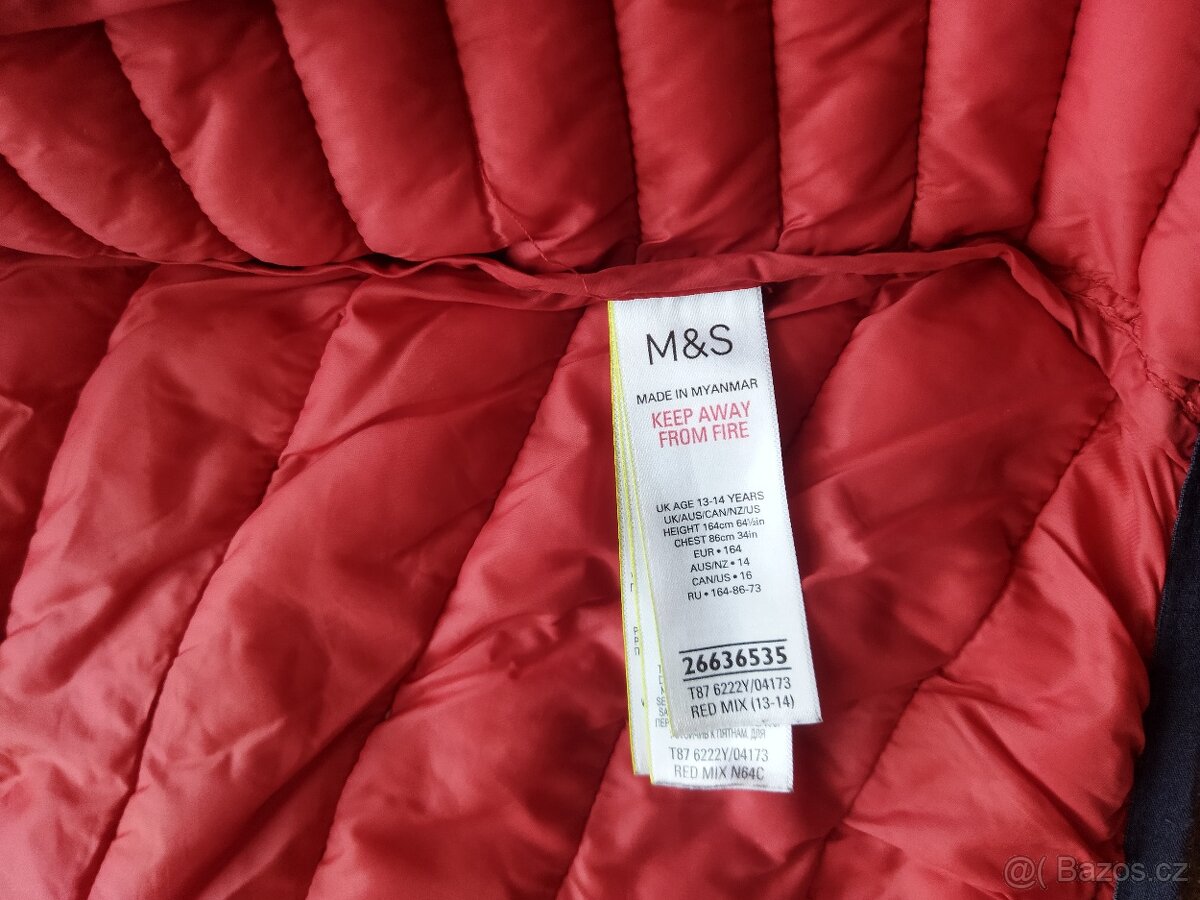 M&S
MADE IN MYANMAR
KEEP AWAY
FROM FIRE
UK AGE 13-14 YEARS
UK/AUS/CAN/NZ/US
HEIGHT 164cm 64½in
CHEST 86cm 34in
EUR • 164
AUS/NZ • 14
CAN/US • 16
RU • 164-86-73
26636535
T87 6222Y/04173
RED MIX (13-14)
К ПЯТНАМ. ДЛЯ
T87 6222Y/04173
RED MIX N64C
Bazos.cz